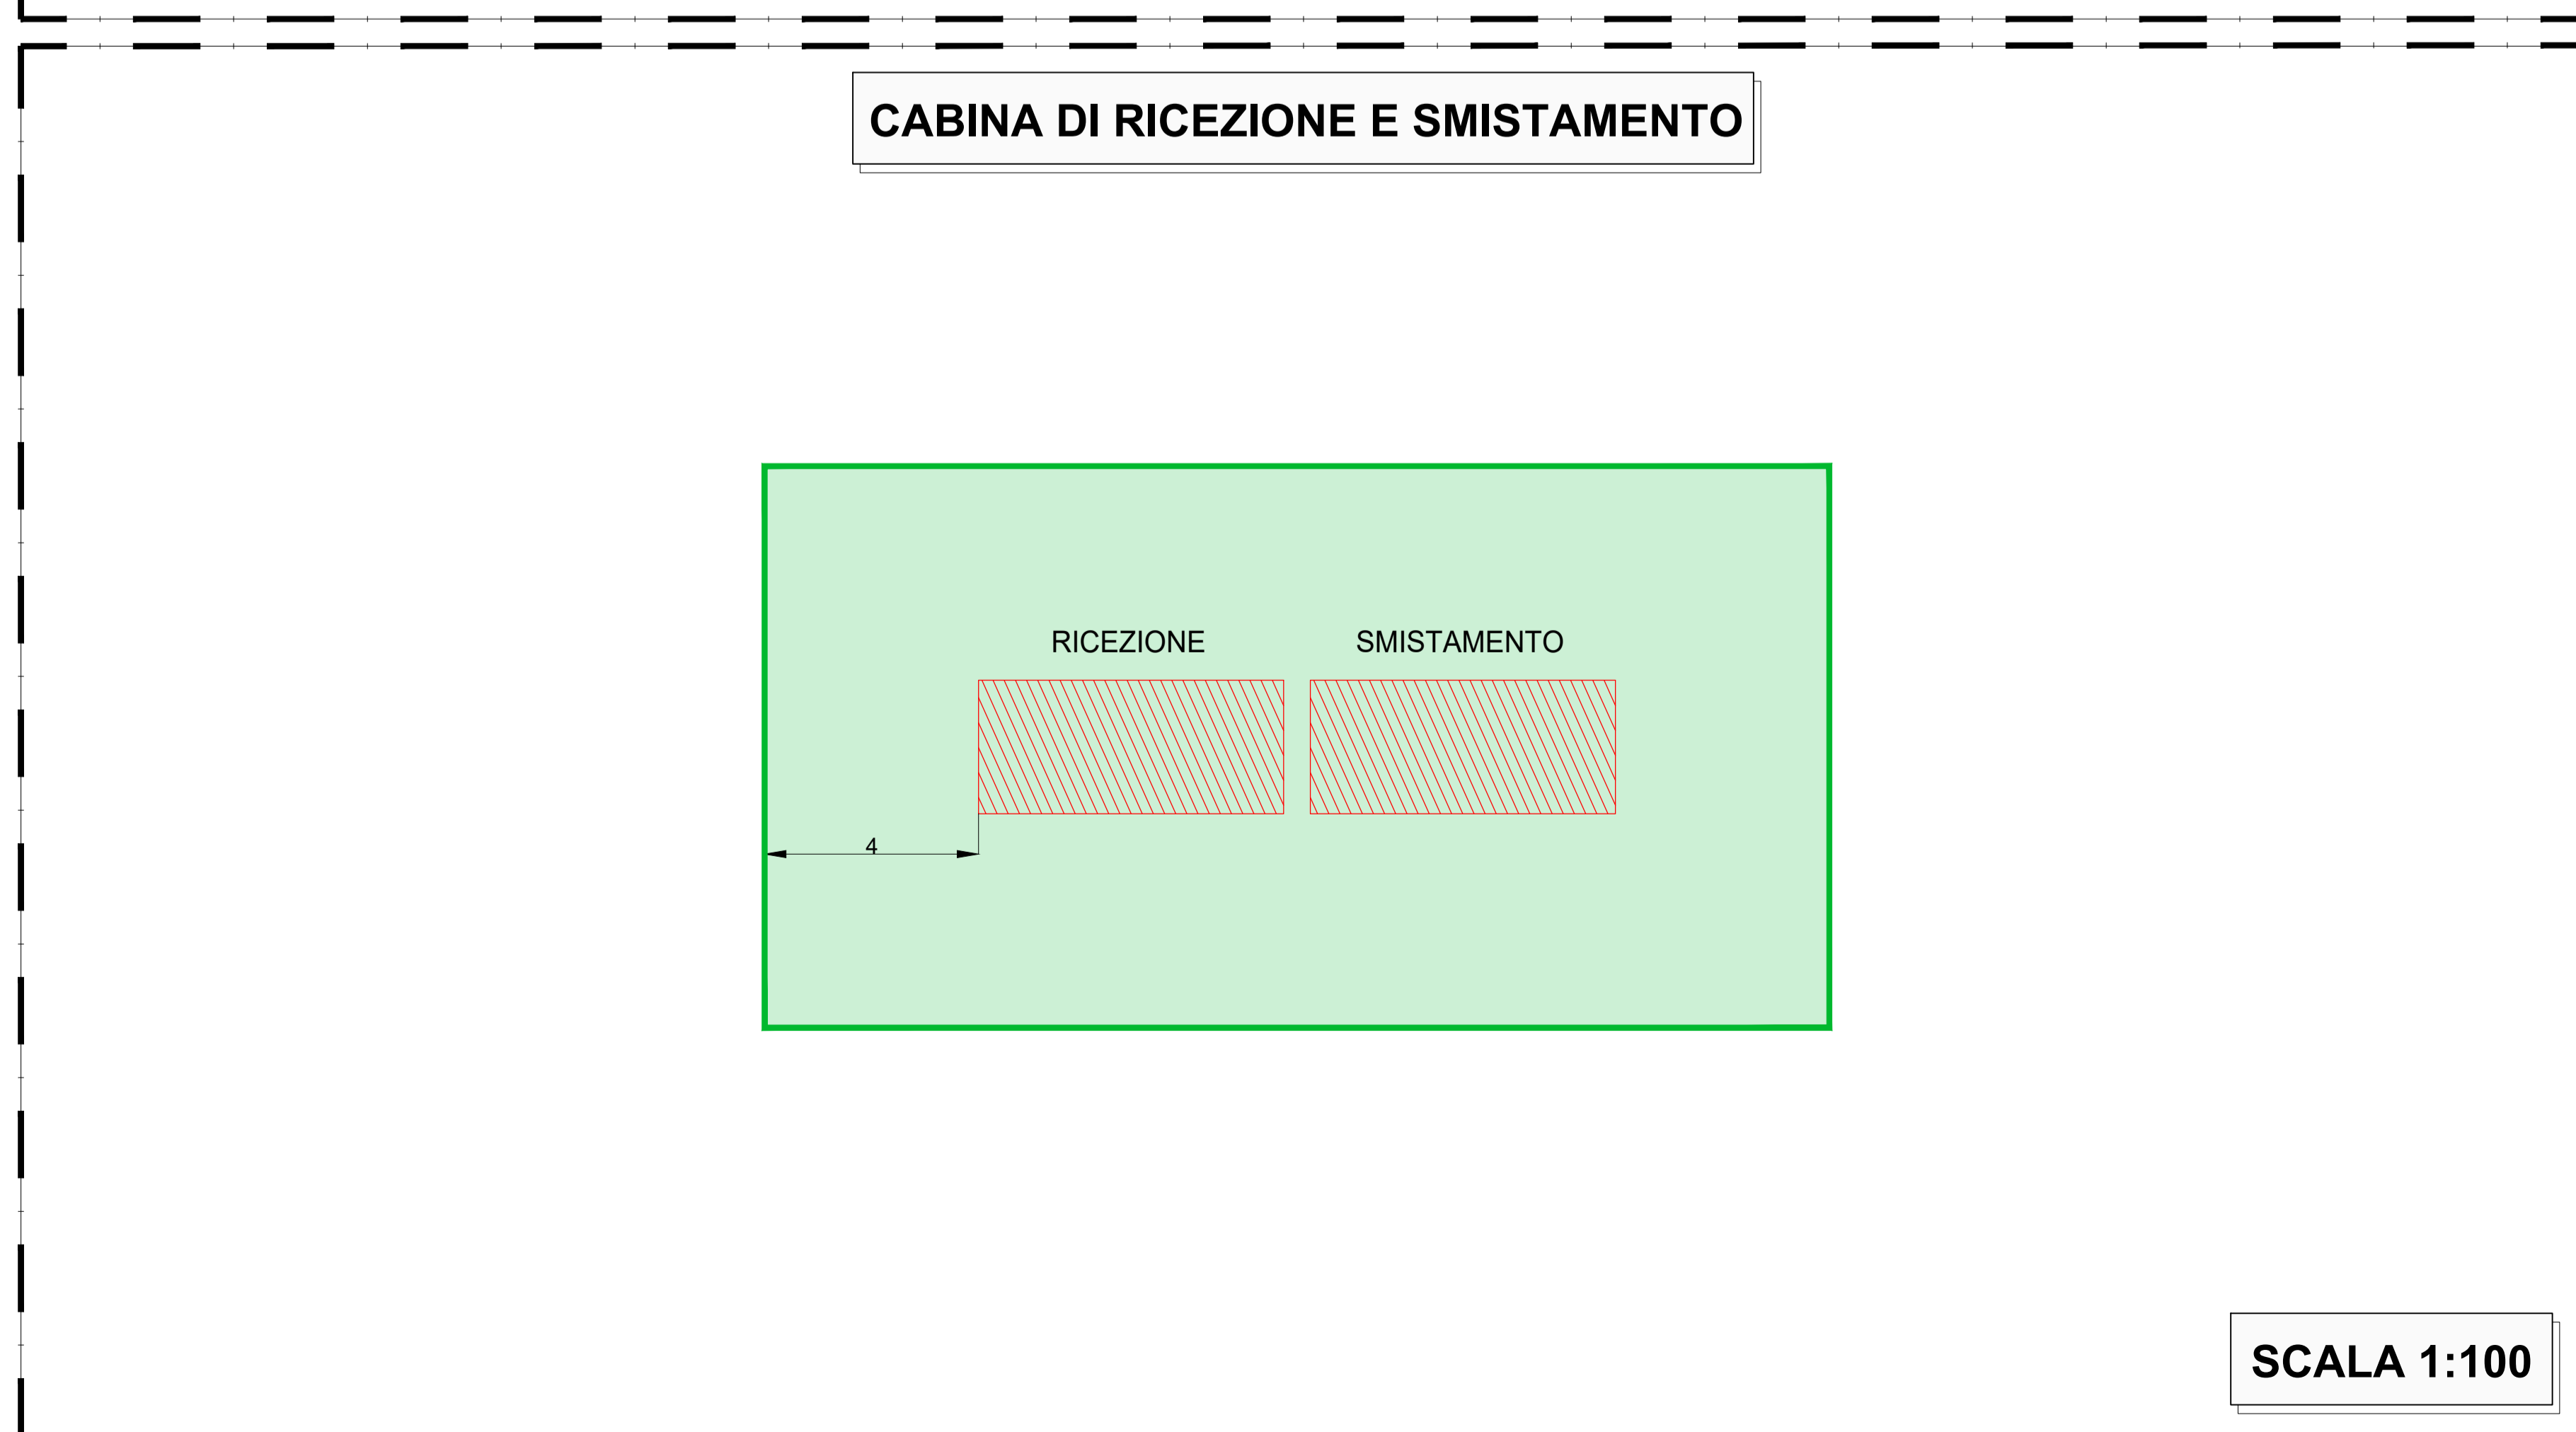 CABINA DI RICEZIONE E SMISTAMENTO
RICEZIONE SMISTAMENTO
4
SCALA 1:100